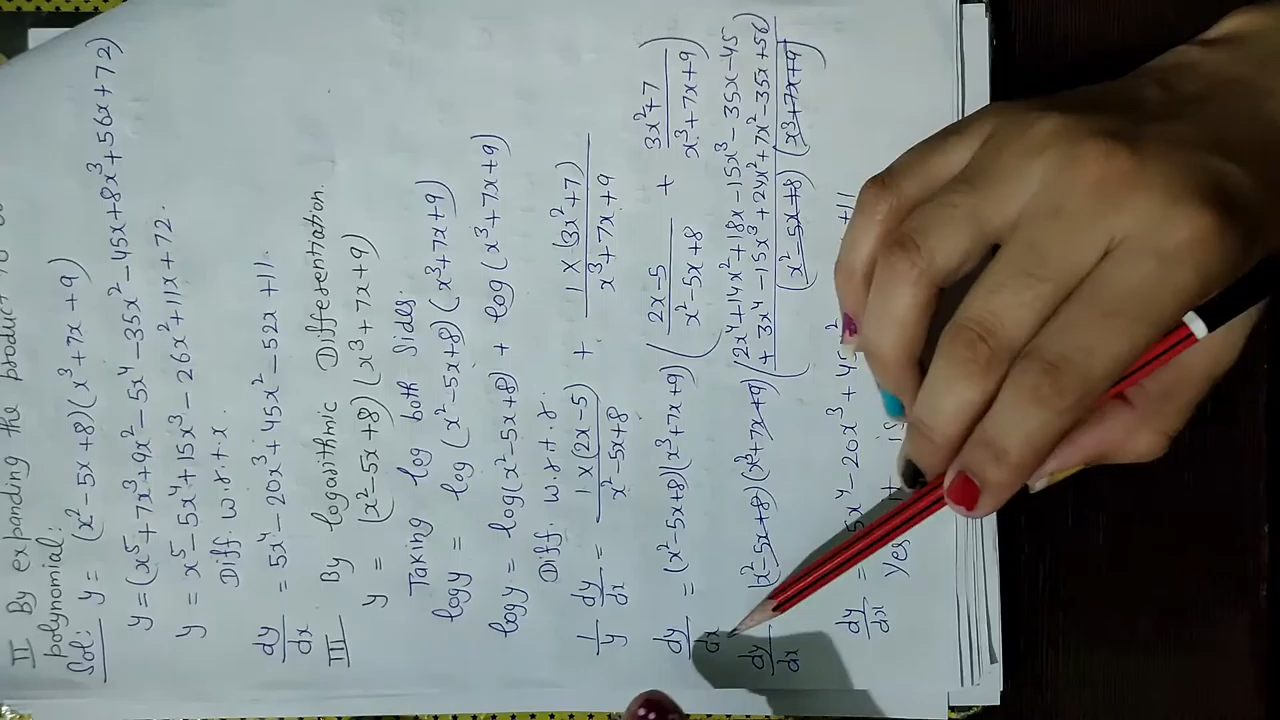 II By expanding the product to
polynomial:
Sol: y = (x²-5x+8)(x³+7x+9)
y = (x⁵+7x³+9x²-5x⁴-35x²-45x+8x³+56x+72)
y = x⁵-5x⁴+15x³-26x²+11x+72.
Diff w.r.t.x
dy/dx = 5x⁴-20x³+45x²-52x+11.
III By logarithmic Differentiation.
y = (x²-5x+8)(x³+7x+9)
Taking log both sides.
logy = log(x²-5x+8)(x³+7x+9)
logy = log(x²-5x+8) + log(x³+7x+9)
Diff. w.r.t.x.
1/y dy/dx = 1×(2x-5)/x²-5x+8 + 1×(3x²+7)/x³+7x+9
dy/dx = (x²-5x+8)(x³+7x+9)(2x-5/x²-5x+8 + 3x²+7/x³+7x+9)
dy/dx (x²-5x+8)(x³+7x+9)(2x⁴+14x²+18x-15x³-35x-45+3x⁴-15x³+24x²+7x²-35x+56/(x²-5x+8)(x³+7x+9))
dy/dx = 5x⁴-20x³+45x² +11
Yes it is